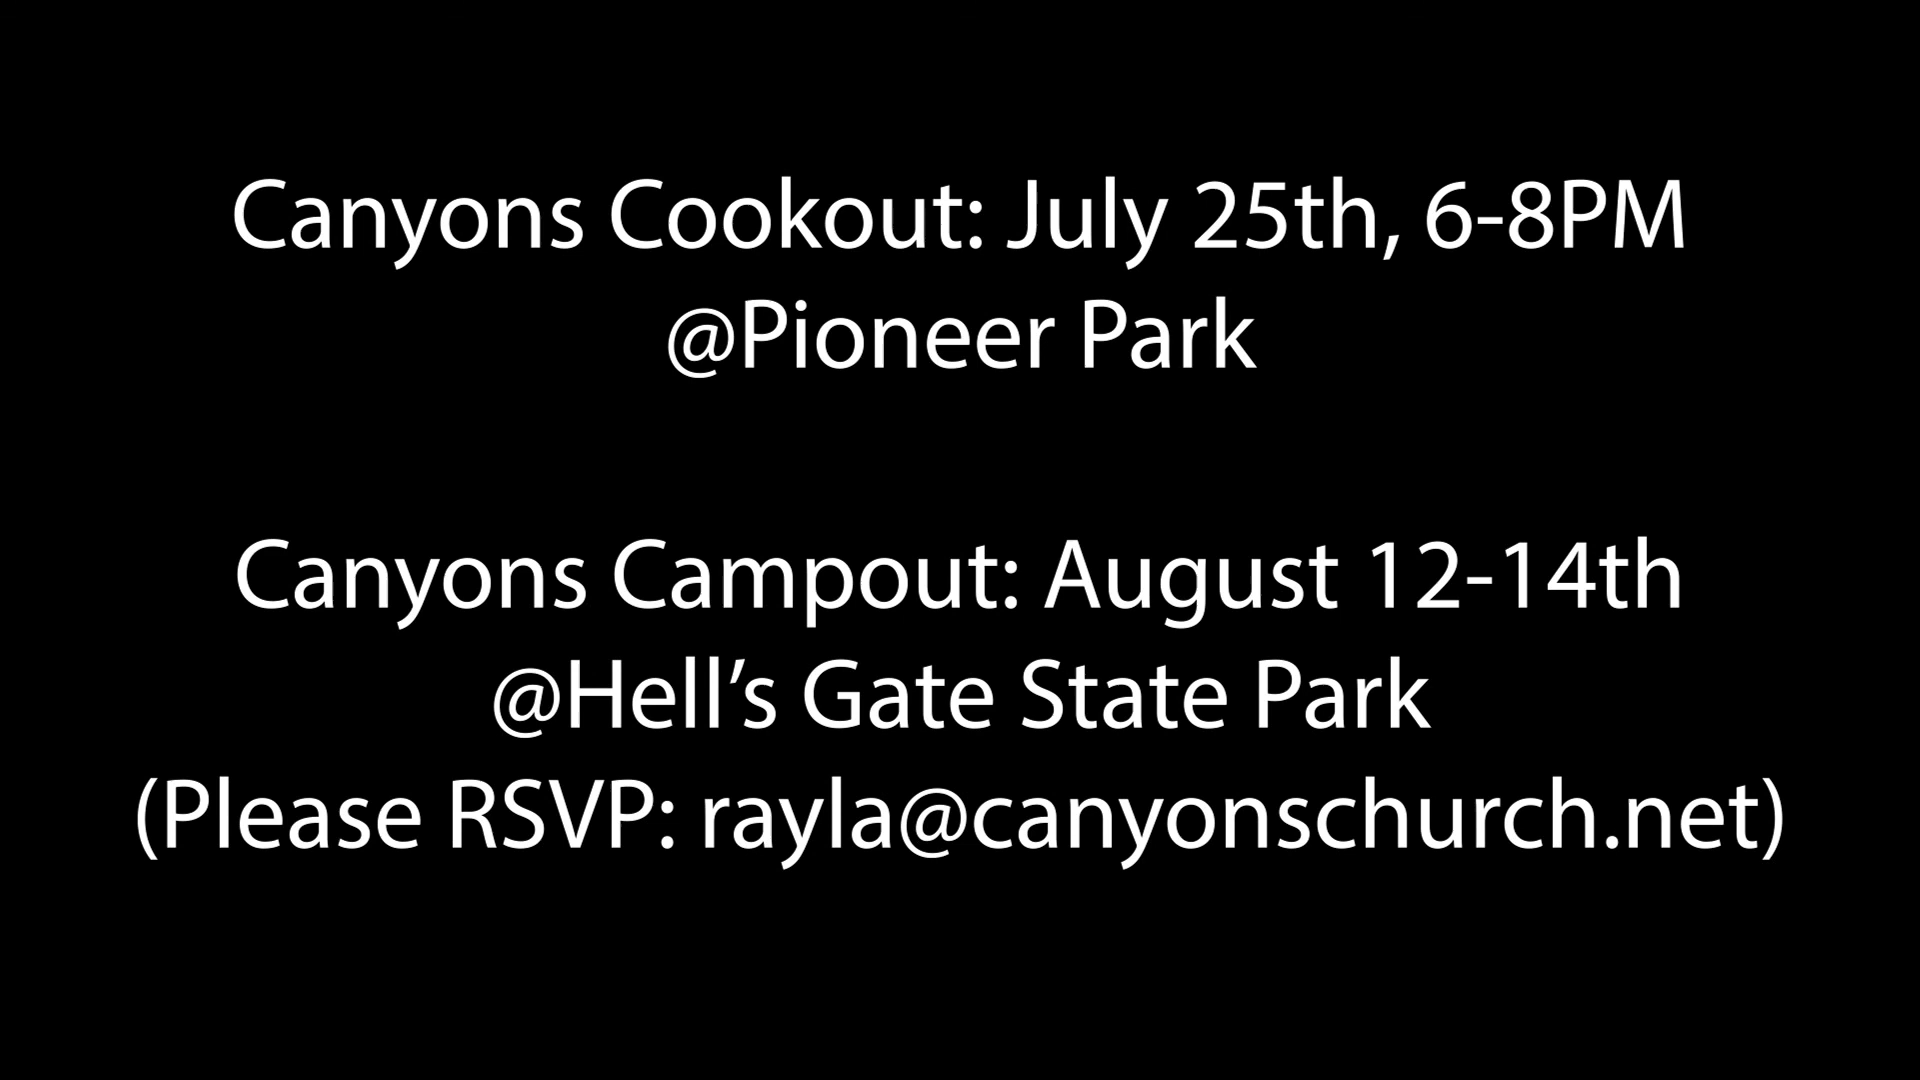 Canyons Cookout: July 25th, 6-8PM
@Pioneer Park
Canyons Campout: August 12-14th
@Hell’s Gate State Park
(Please RSVP: rayla@canyonschurch.net)